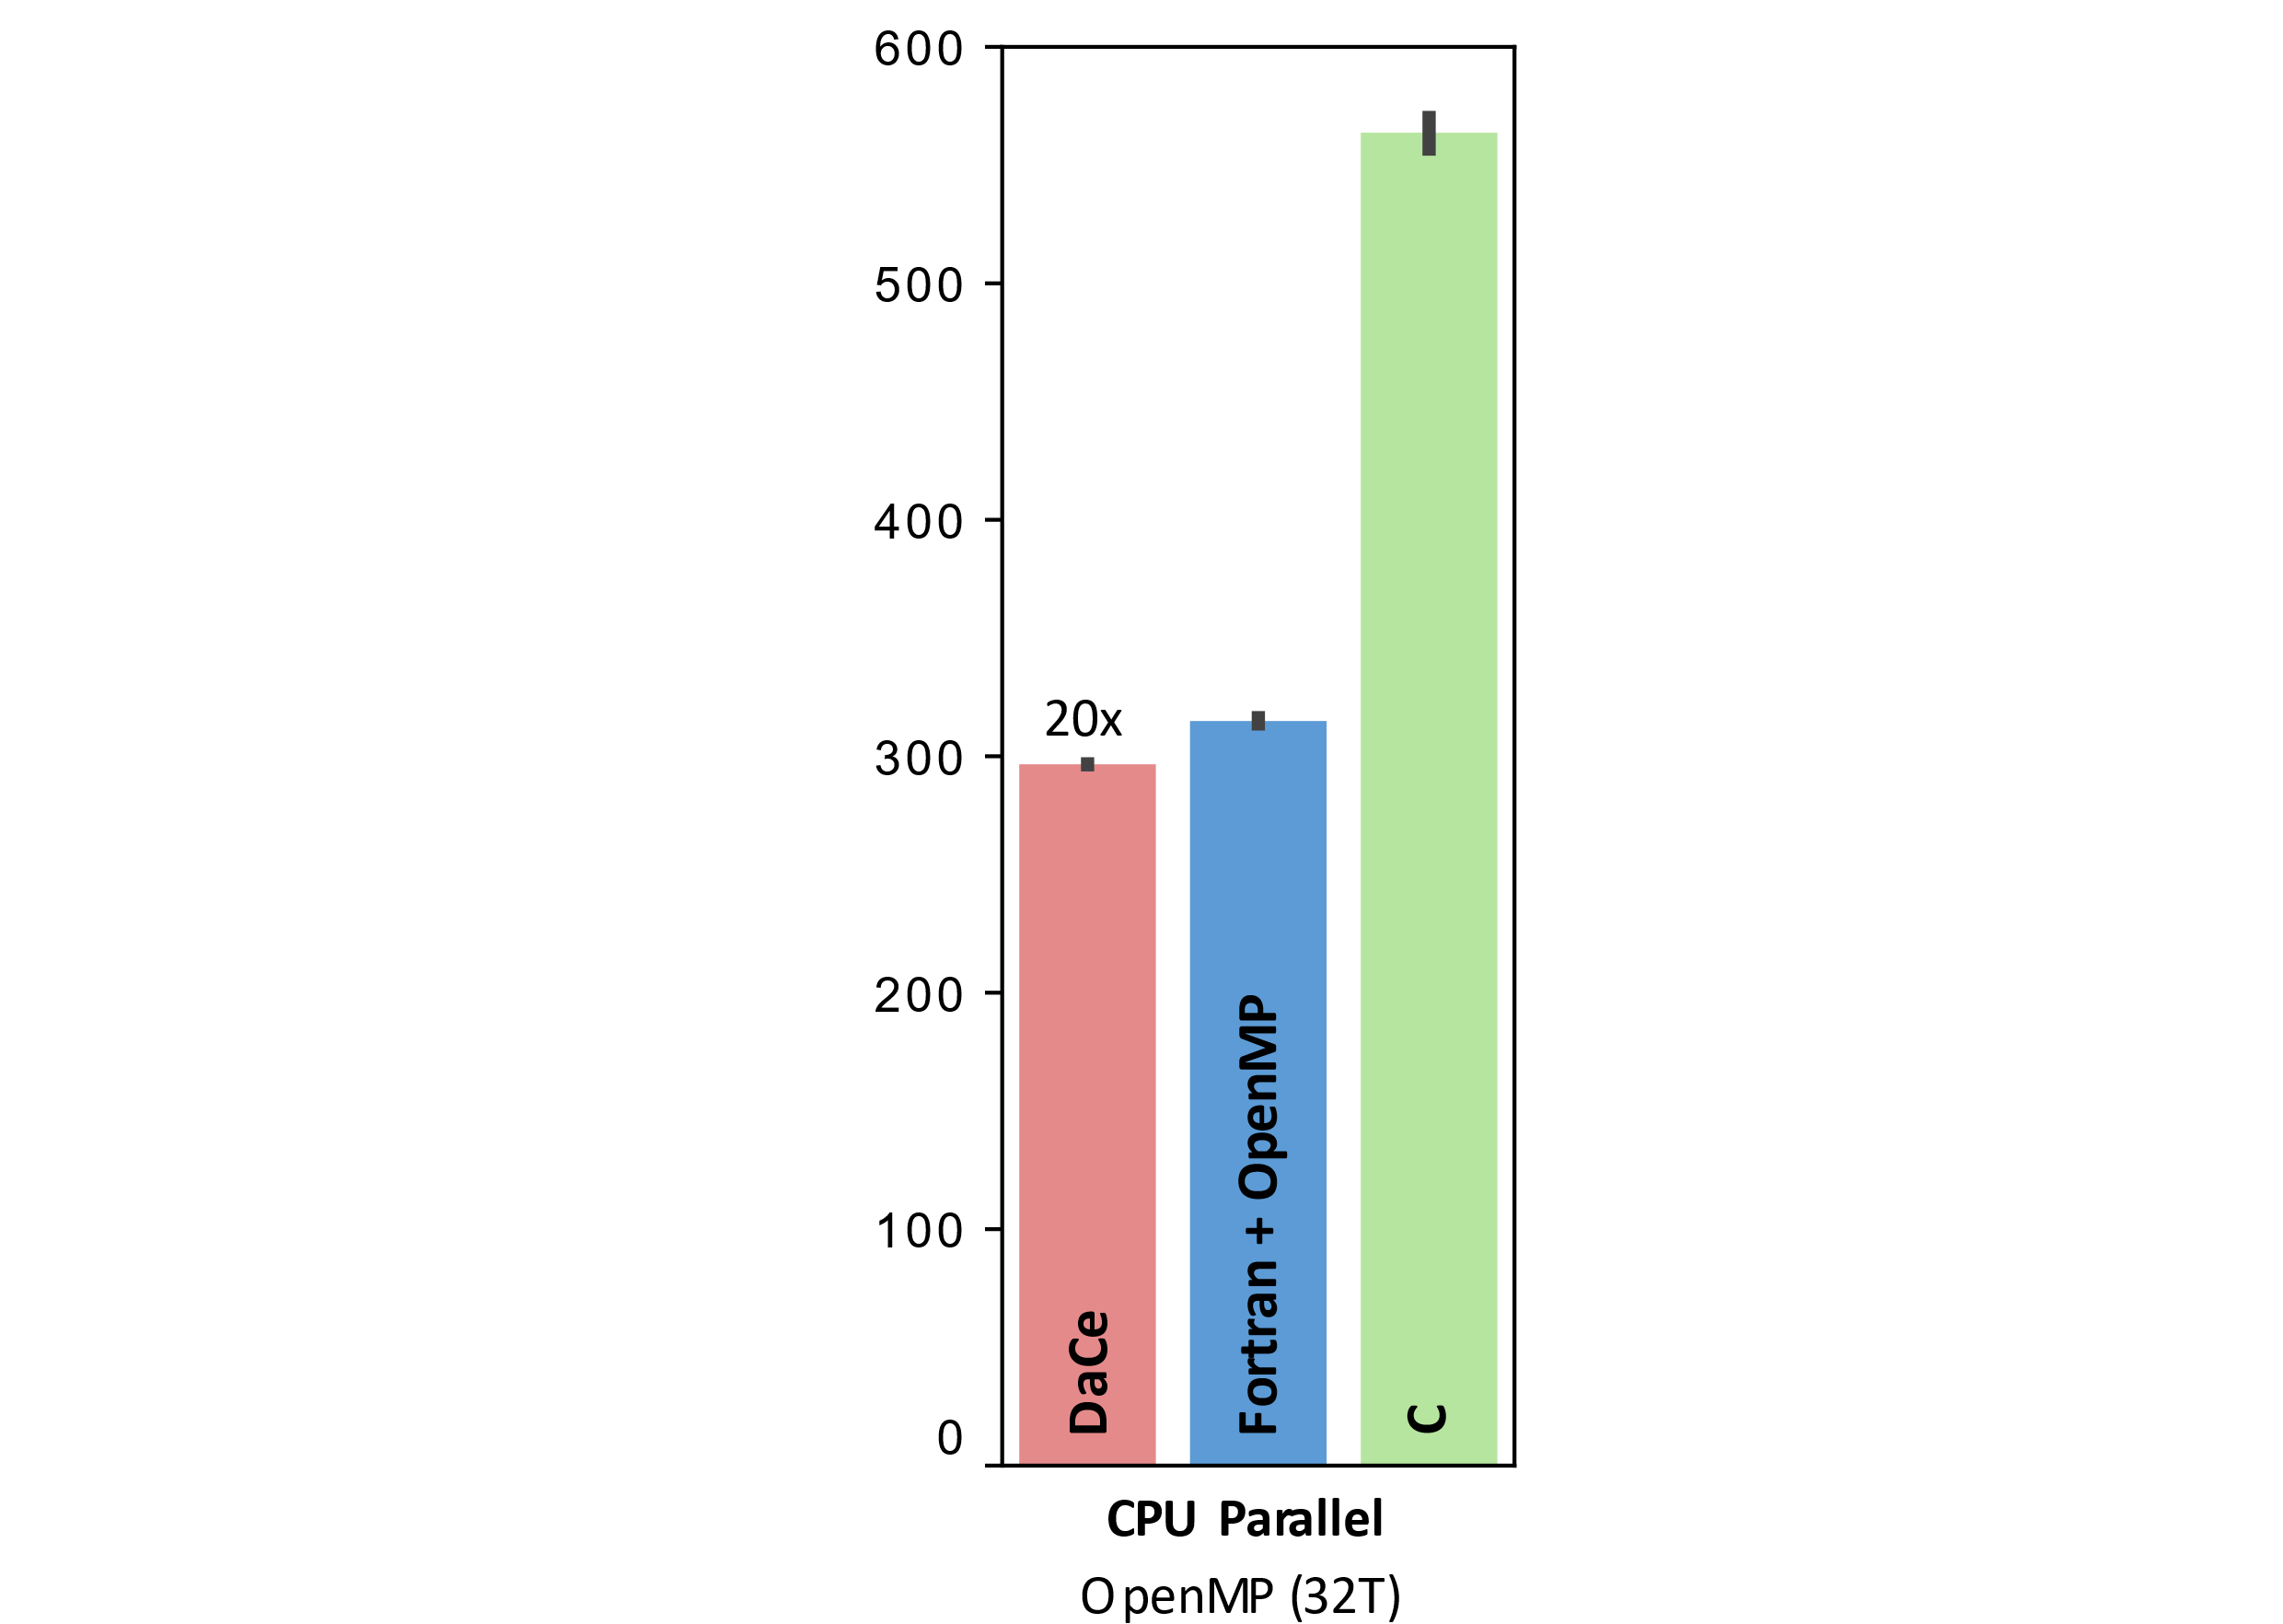 600
500
400
300
200
100
0
20x
DaCe
Fortran + OpenMP
C
CPU Parallel
OpenMP (32T)